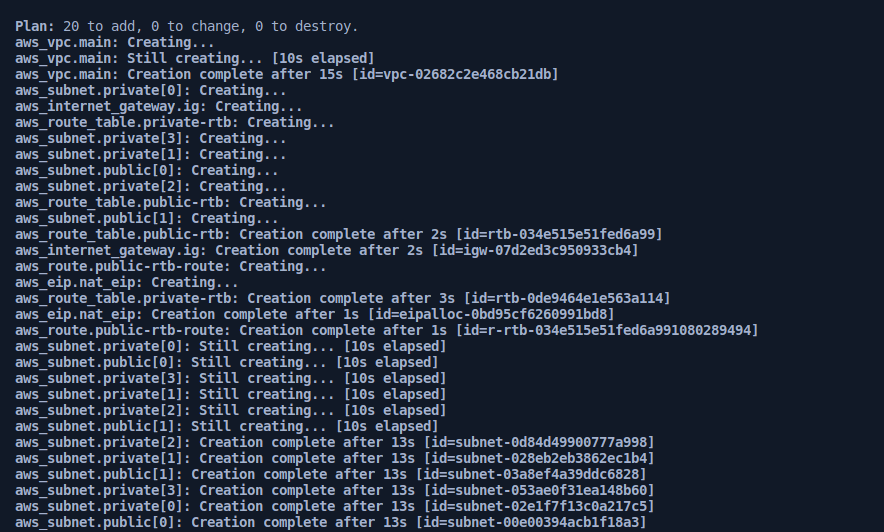 Plan: 20 to add, 0 to change, 0 to destroy.
aws_vpc.main: Creating...
aws_vpc.main: Still creating... [10s elapsed]
aws_vpc.main: Creation complete after 15s [id=vpc-02682c2e468cb21db]
aws_subnet.private[0]: Creating...
aws_internet_gateway.ig: Creating...
aws_route_table.private-rtb: Creating...
aws_subnet.private[3]: Creating...
aws_subnet.private[1]: Creating...
aws_subnet.public[0]: Creating...
aws_subnet.private[2]: Creating...
aws_route_table.public-rtb: Creating...
aws_subnet.public[1]: Creating...
aws_route_table.public-rtb: Creation complete after 2s [id=rtb-034e515e51fed6a99]
aws_internet_gateway.ig: Creation complete after 2s [id=igw-07d2ed3c950933cb4]
aws_route.public-rtb-route: Creating...
aws_eip.nat_eip: Creating...
aws_route_table.private-rtb: Creation complete after 3s [id=rtb-0de9464e1e563a114]
aws_eip.nat_eip: Creation complete after 1s [id=eipalloc-0bd95cf6260991bd8]
aws_route.public-rtb-route: Creation complete after 1s [id=r-rtb-034e515e51fed6a991080289494]
aws_subnet.private[0]: Still creating... [10s elapsed]
aws_subnet.public[0]: Still creating... [10s elapsed]
aws_subnet.private[3]: Still creating... [10s elapsed]
aws_subnet.private[1]: Still creating... [10s elapsed]
aws_subnet.private[2]: Still creating... [10s elapsed]
aws_subnet.public[1]: Still creating... [10s elapsed]
aws_subnet.private[2]: Creation complete after 13s [id=subnet-0d84d49900777a998]
aws_subnet.private[1]: Creation complete after 13s [id=subnet-028eb2eb3862ec1b4]
aws_subnet.public[1]: Creation complete after 13s [id=subnet-03a8ef4a39ddc6828]
aws_subnet.private[3]: Creation complete after 13s [id=subnet-053ae0f31ea148b60]
aws_subnet.private[0]: Creation complete after 13s [id=subnet-02e1f7f13c0a217c5]
aws_subnet.public[0]: Creation complete after 13s [id=subnet-00e00394acb1f18a3]